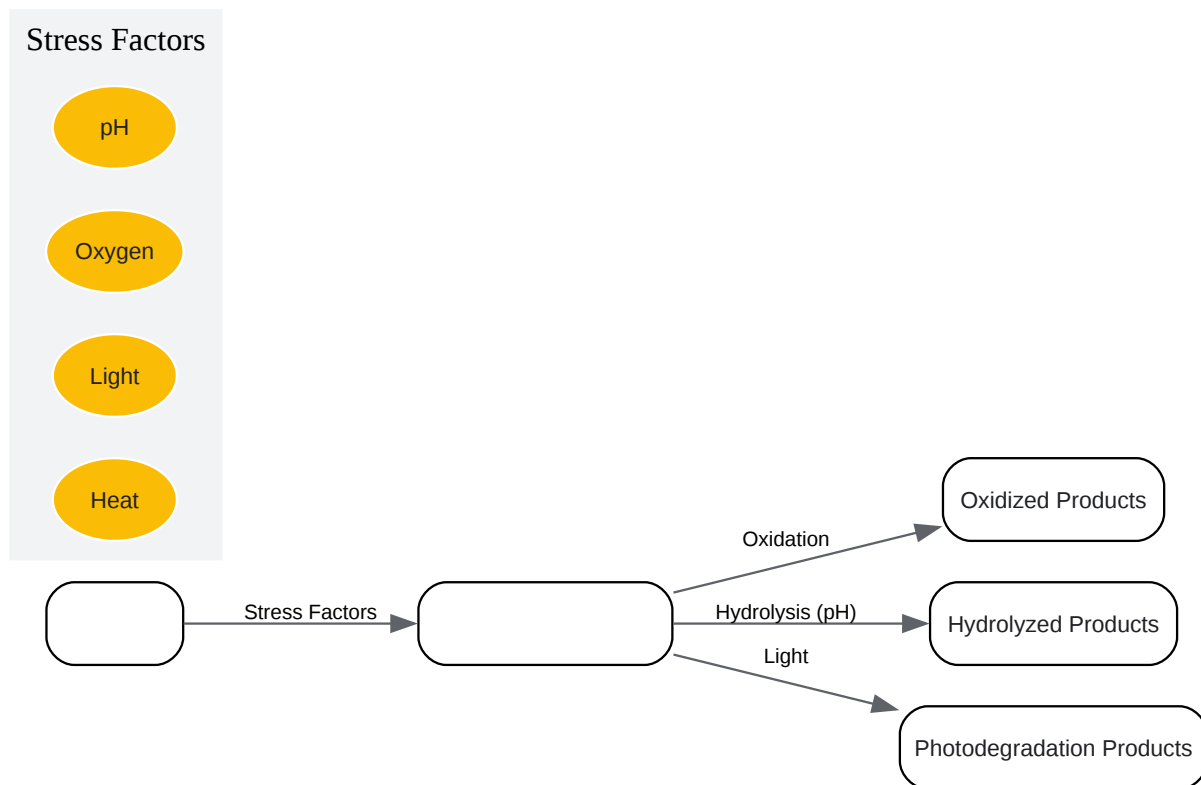 Stress Factors
pH
Oxygen
Light
Heat
Stress Factors
Oxidation
Hydrolysis (pH)
Light
Oxidized Products
Hydrolyzed Products
Photodegradation Products